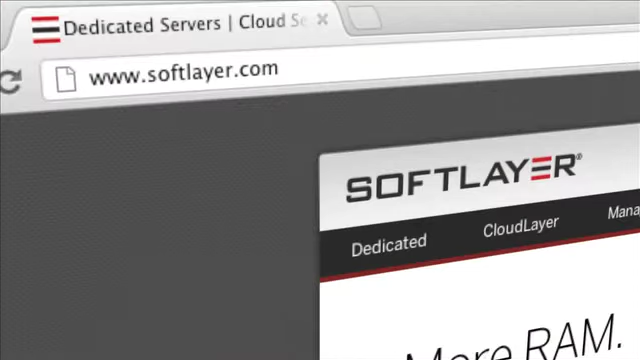 Dedicated Servers | Cloud Se
www.softlayer.com
SOFTLAYER®
Dedicated
CloudLayer
Mana
More RAM.